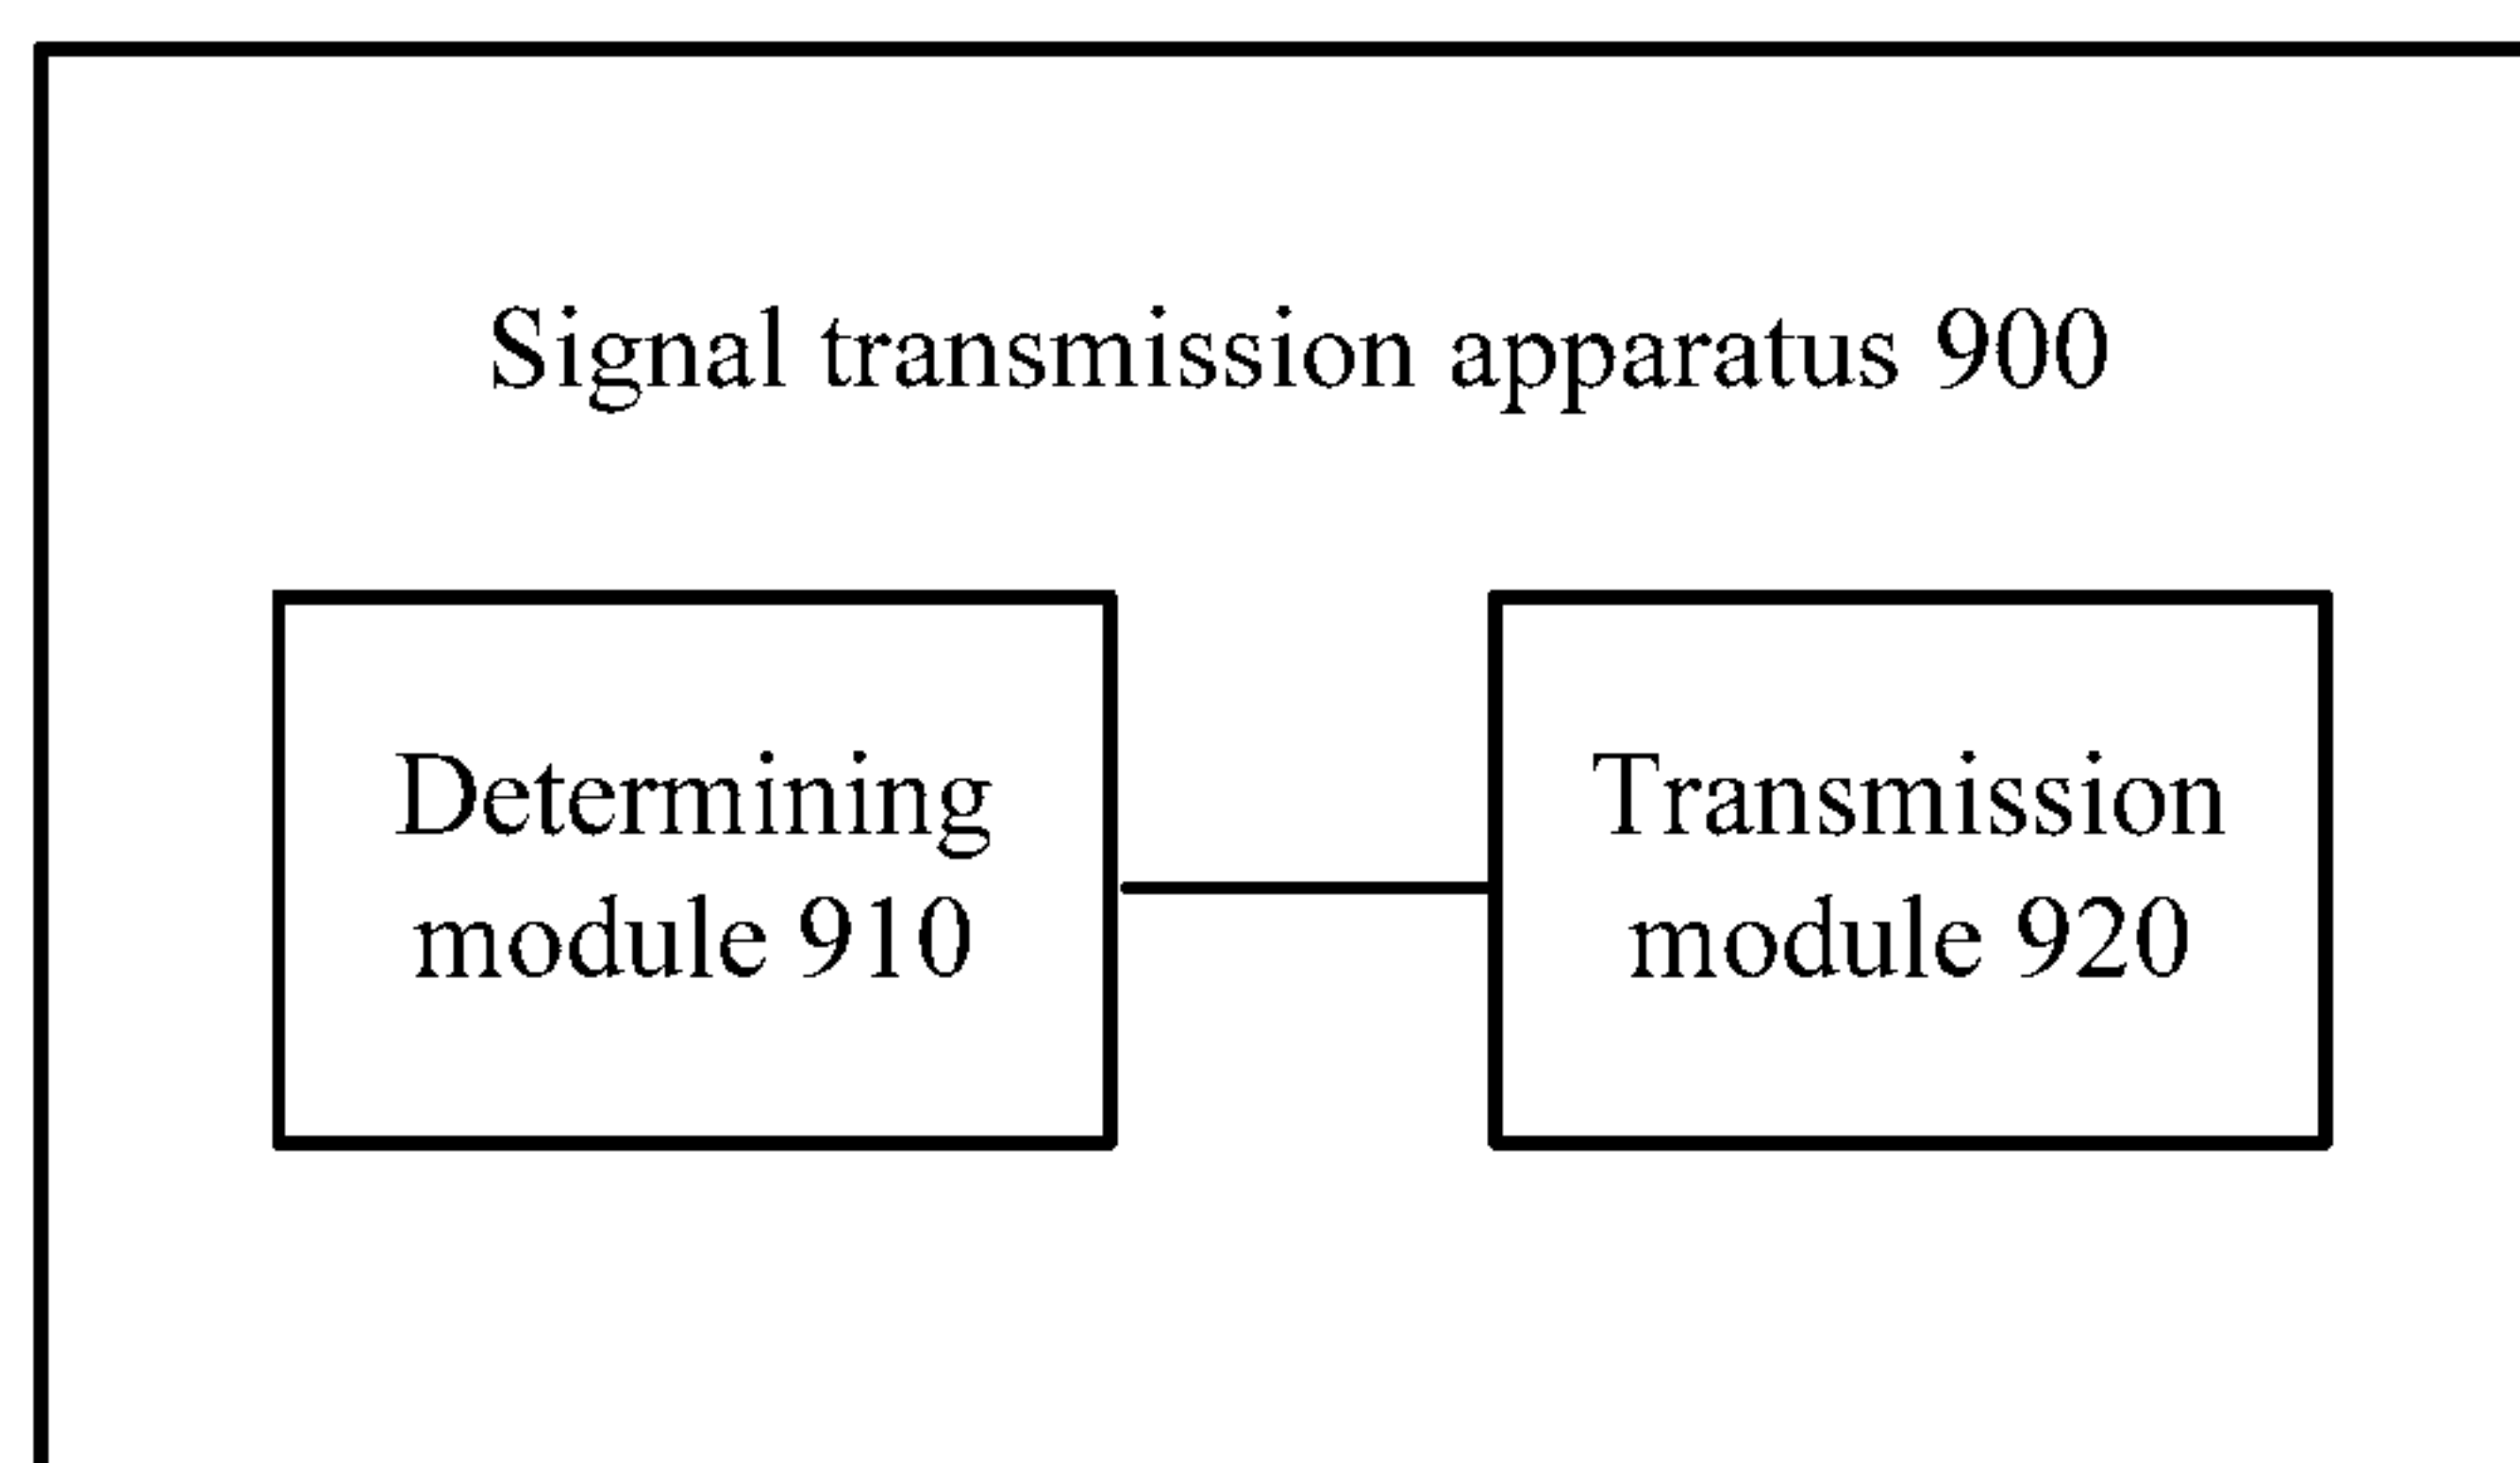 Signal transmission apparatus 900
Determining
module 910
Transmission
module 920